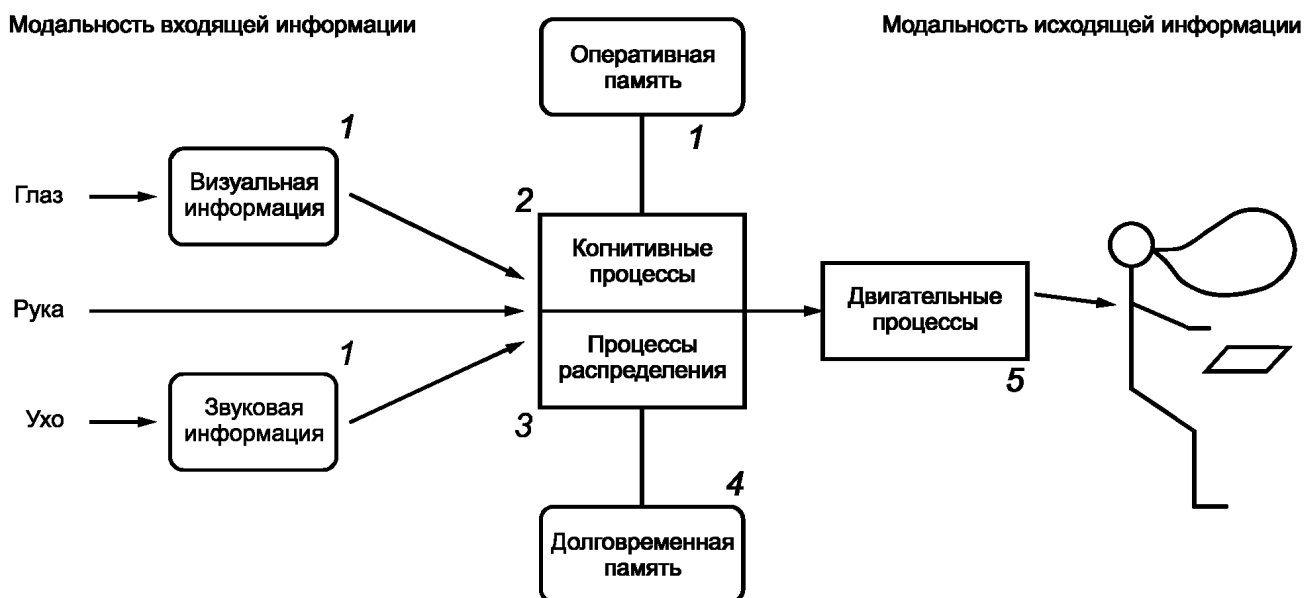 Модальность входящей информации
Модальность исходящей информации
Оперативная
память
1
1
Глаз
Визуальная
информация
2
Когнитивные
процессы
Рука
Двигательные
процессы
Процессы
распределения
1
5
Ухо
Звуковая
информация
3
4
Долговременная
память